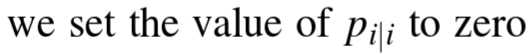 we set the value of p_{i|i} to zero